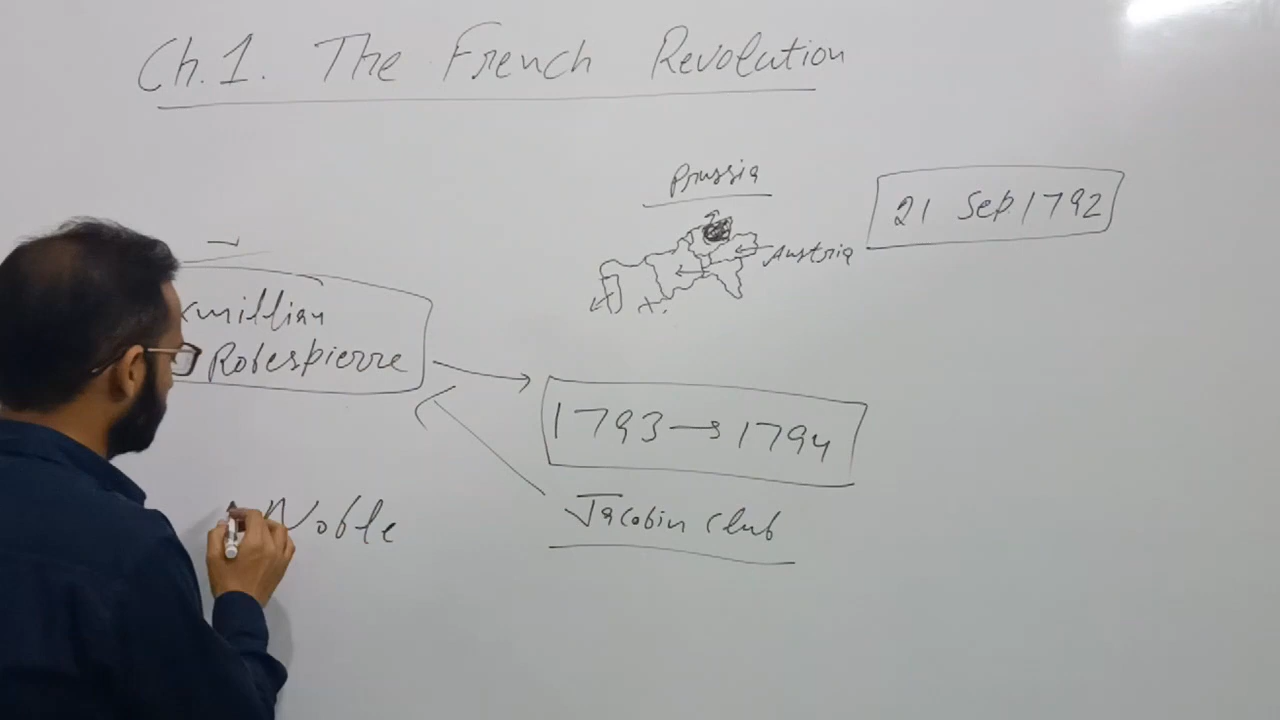 Ch.1. The French Revolution
Prussia
21 Sep. 1792
Austria
xmillian
Robespierre
1793 → 1794
Jacobin Club
Noble